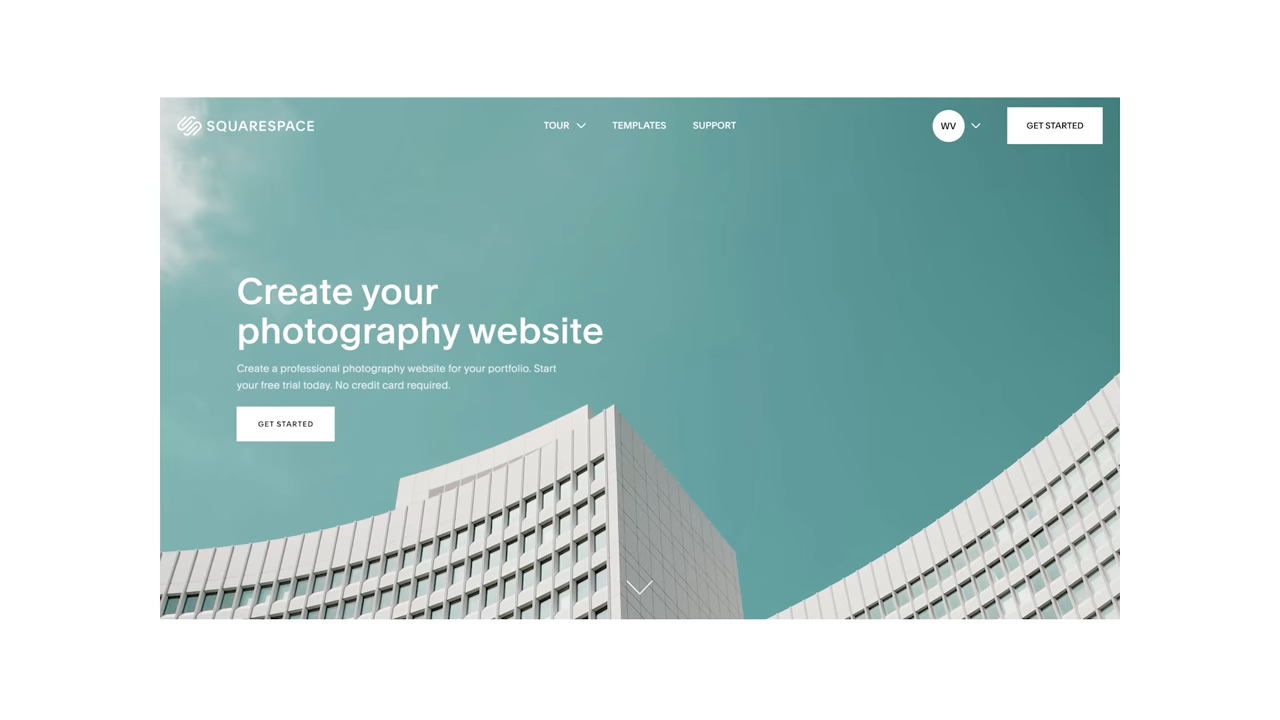 SQUARESPACE
TOUR
TEMPLATES
SUPPORT
WV
GET STARTED
Create your
photography website
Create a professional photography website for your portfolio. Start
your free trial today. No credit card required.
GET STARTED